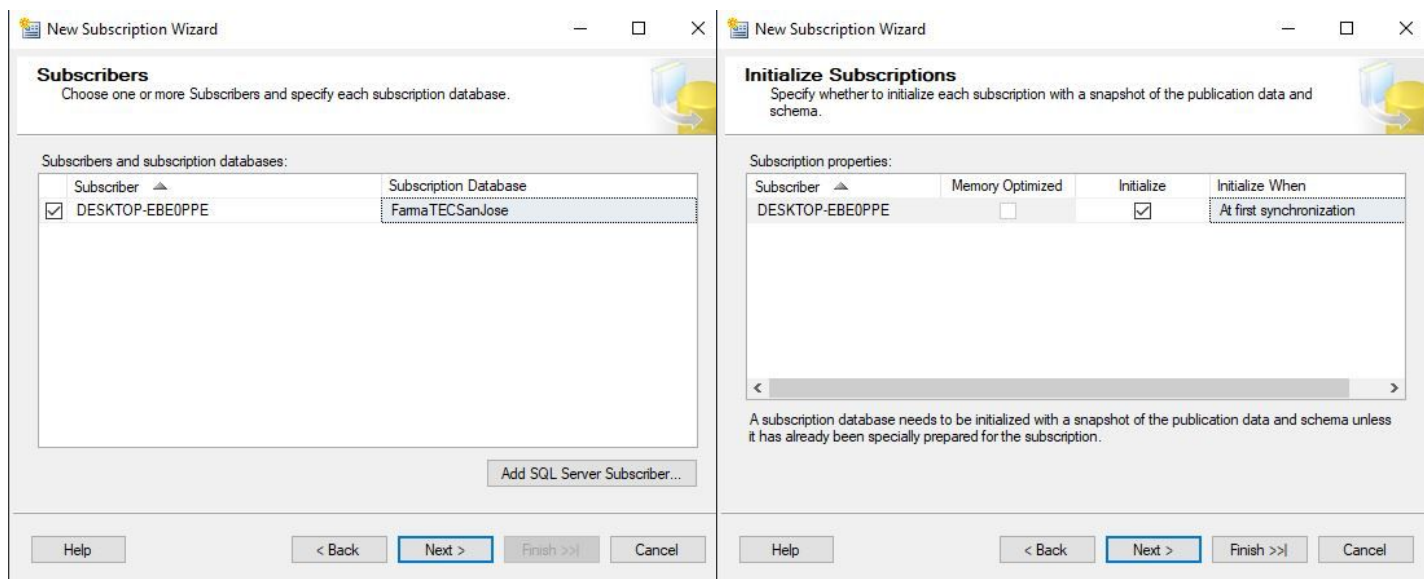 New Subscription Wizard
Subscribers
Choose one or more Subscribers and specify each subscription database.
Subscribers and subscription databases:
Subscriber Subscription Database
DESKTOP-EBE0PPE FarmaTECSanJose
Add SQL Server Subscriber...
Help < Back Next > Finish >>| Cancel
New Subscription Wizard
Initialize Subscriptions
Specify whether to initialize each subscription with a snapshot of the publication data and
schema.
Subscription properties:
Subscriber Memory Optimized Initialize Initialize When
DESKTOP-EBE0PPE At first synchronization
A subscription database needs to be initialized with a snapshot of the publication data and schema unless
it has already been specially prepared for the subscription.
Help < Back Next > Finish >>| Cancel